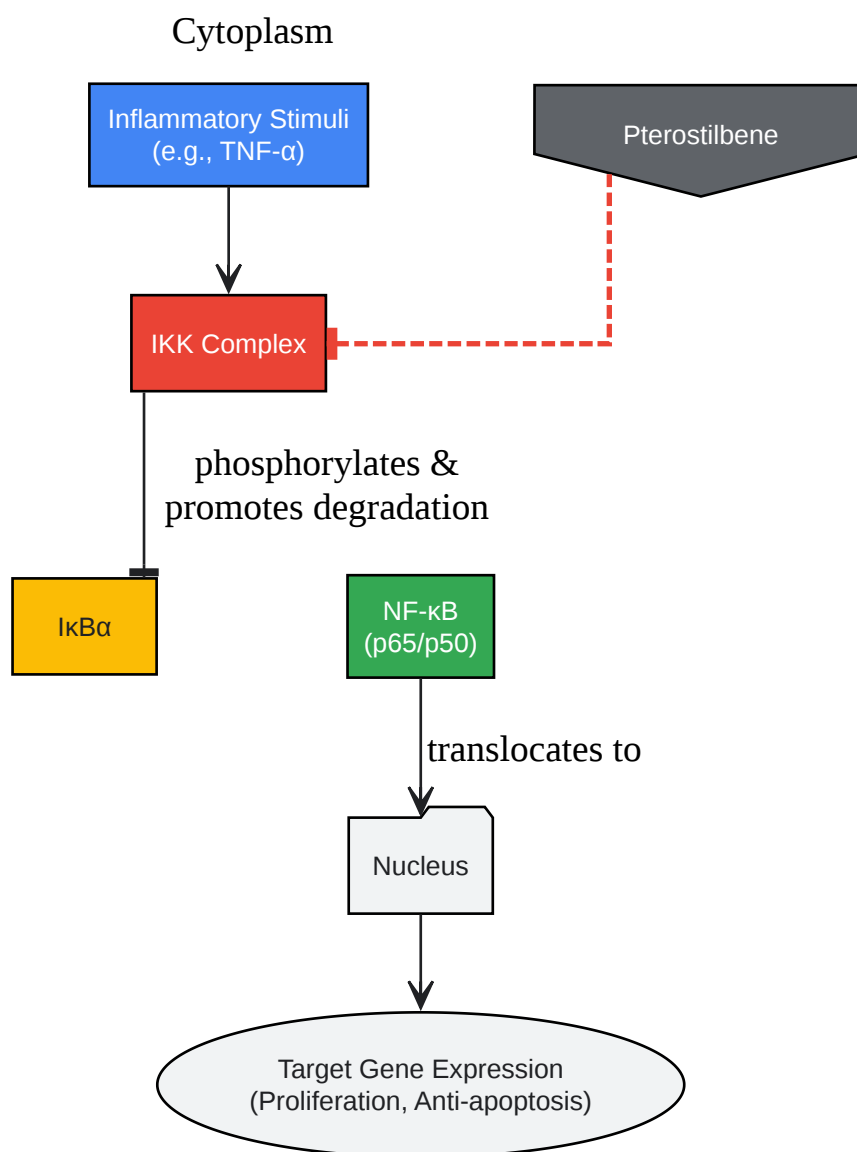 Cytoplasm
Inflammatory Stimuli
(e.g., TNF-α)
Pterostilbene
IKK Complex
phosphorylates &
promotes degradation
IκBα
NF-κB
(p65/p50)
translocates to
Nucleus
Target Gene Expression
(Proliferation, Anti-apoptosis)